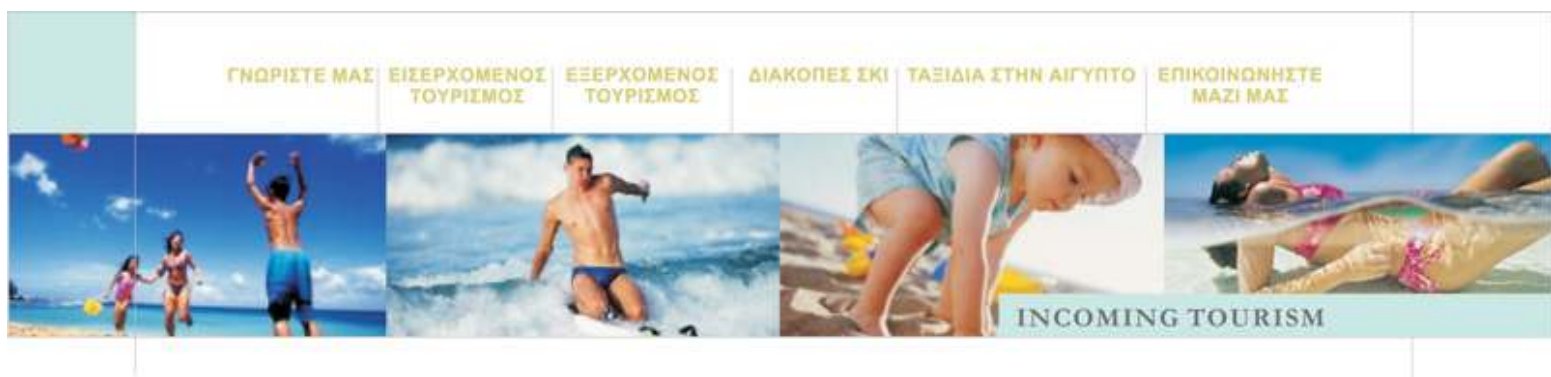 ΓΝΩΡΙΣΤΕ ΜΑΣ
ΕΙΣΕΡΧΟΜΕΝΟΣ
ΤΟΥΡΙΣΜΟΣ
ΕΞΕΡΧΟΜΕΝΟΣ
ΤΟΥΡΙΣΜΟΣ
ΔΙΑΚΟΠΕΣ ΣΚΙ
ΤΑΞΙΔΙΑ ΣΤΗΝ ΑΙΓΥΠΤΟ
ΕΠΙΚΟΙΝΩΝΗΣΤΕ
ΜΑΖΙ ΜΑΣ
INCOMING TOURISM